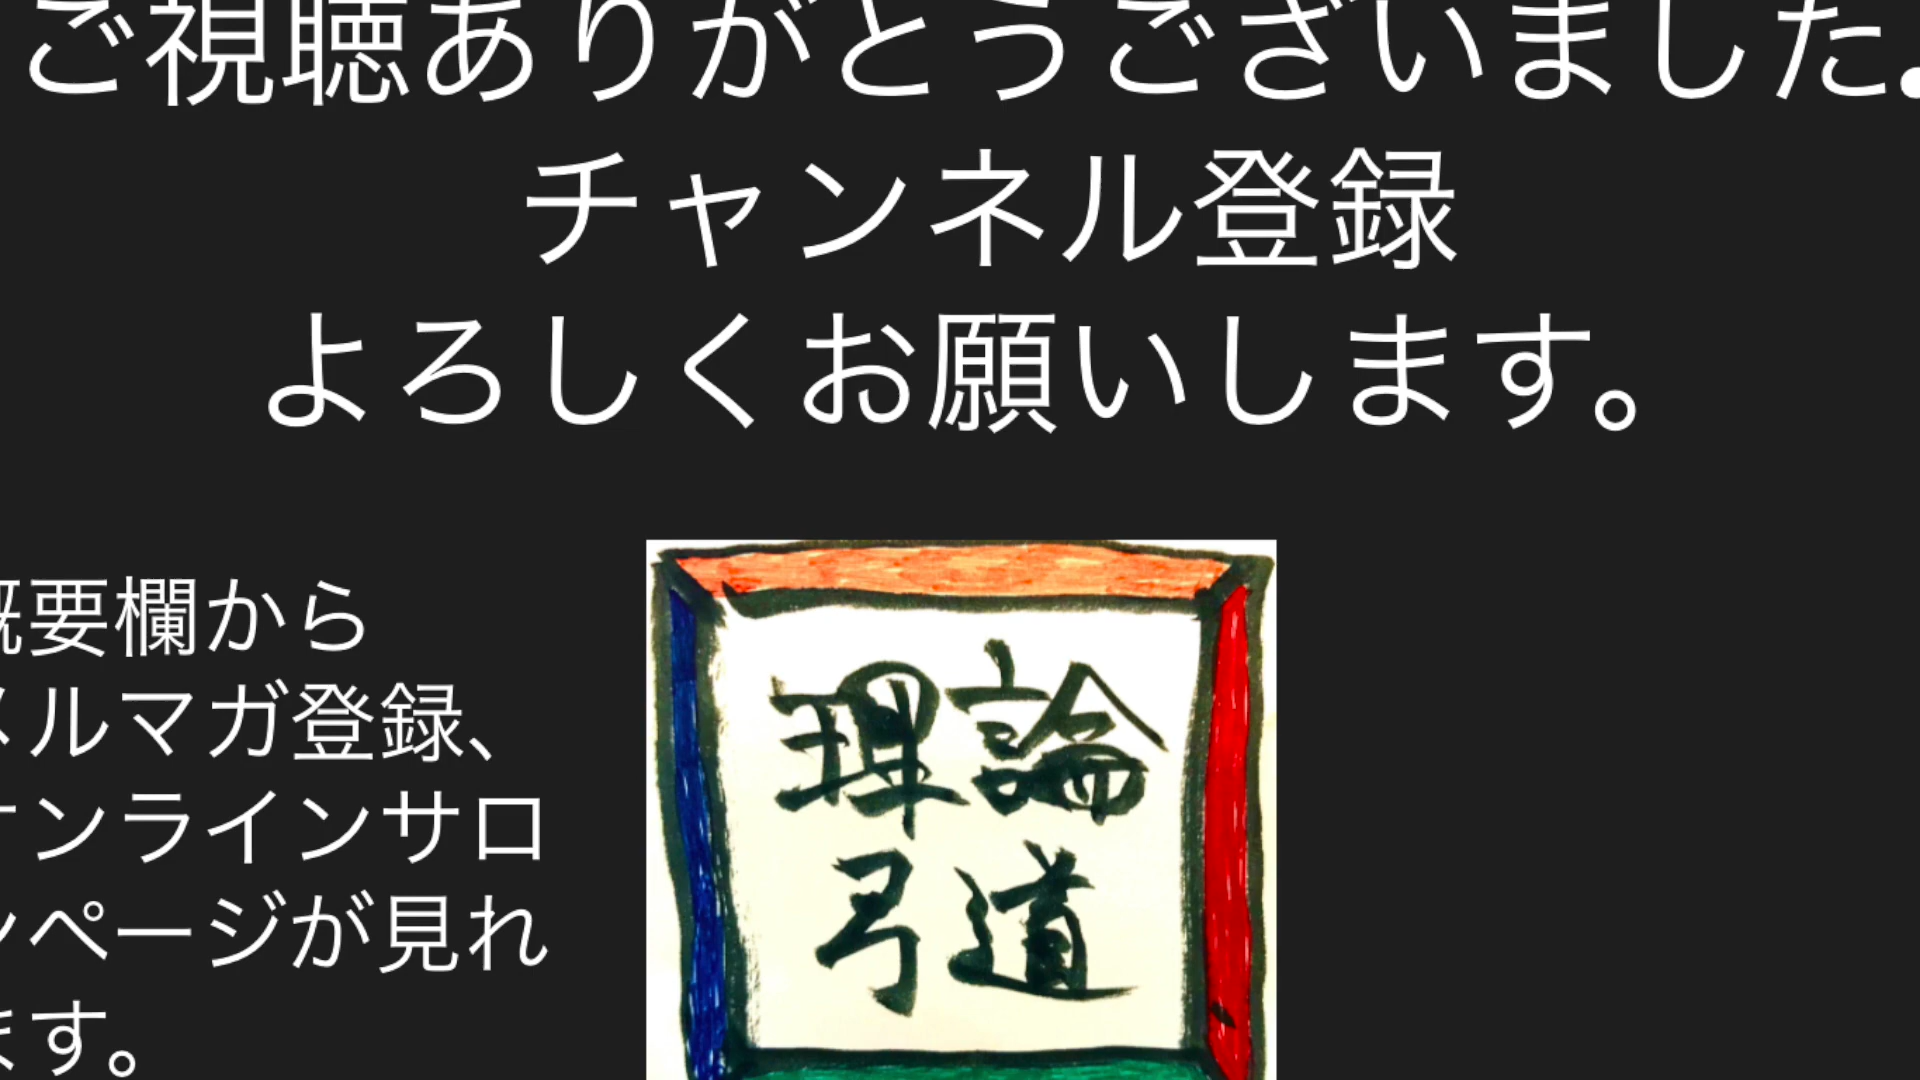 ご視聴ありがとうございました.
チャンネル登録
よろしくお願いします。
概要欄から
メルマガ登録、
オンラインサロ
ンページが見れ
ます。
理論
弓道